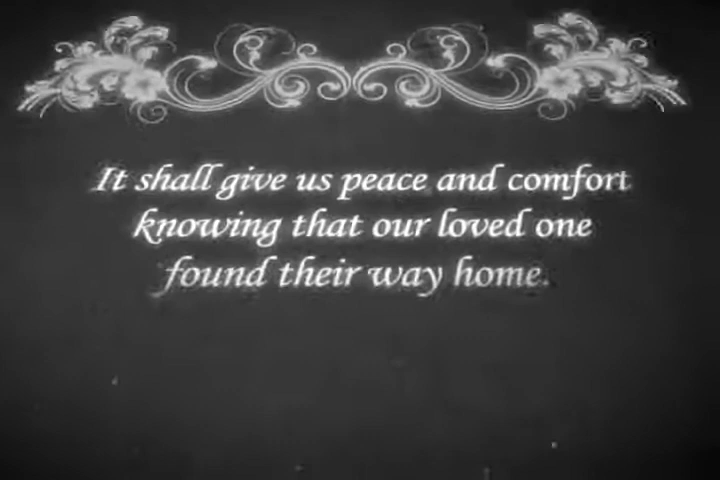 It shall give us peace and comfort
knowing that our loved one
found their way home.